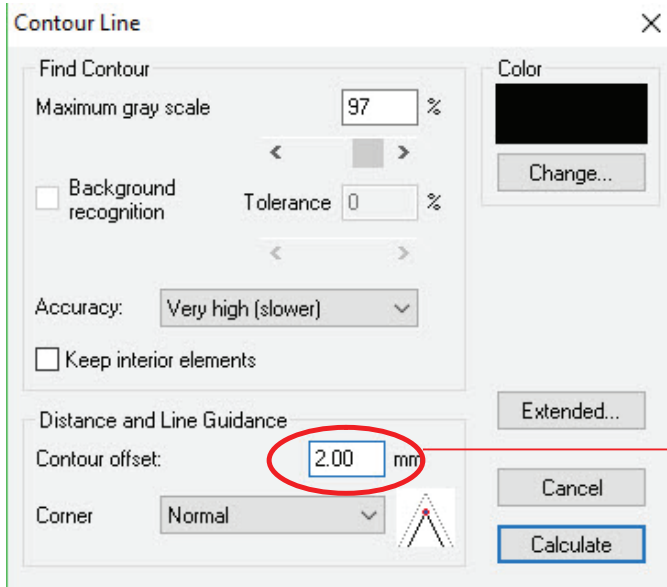 Contour Line
Find Contour
Maximum gray scale 97 %
Background
recognition
Tolerance 0 %
Accuracy: Very high (slower)
Keep interior elements
Distance and Line Guidance
Contour offset: 2.00 mm
Corner Normal
Color
Change...
Extended...
Cancel
Calculate